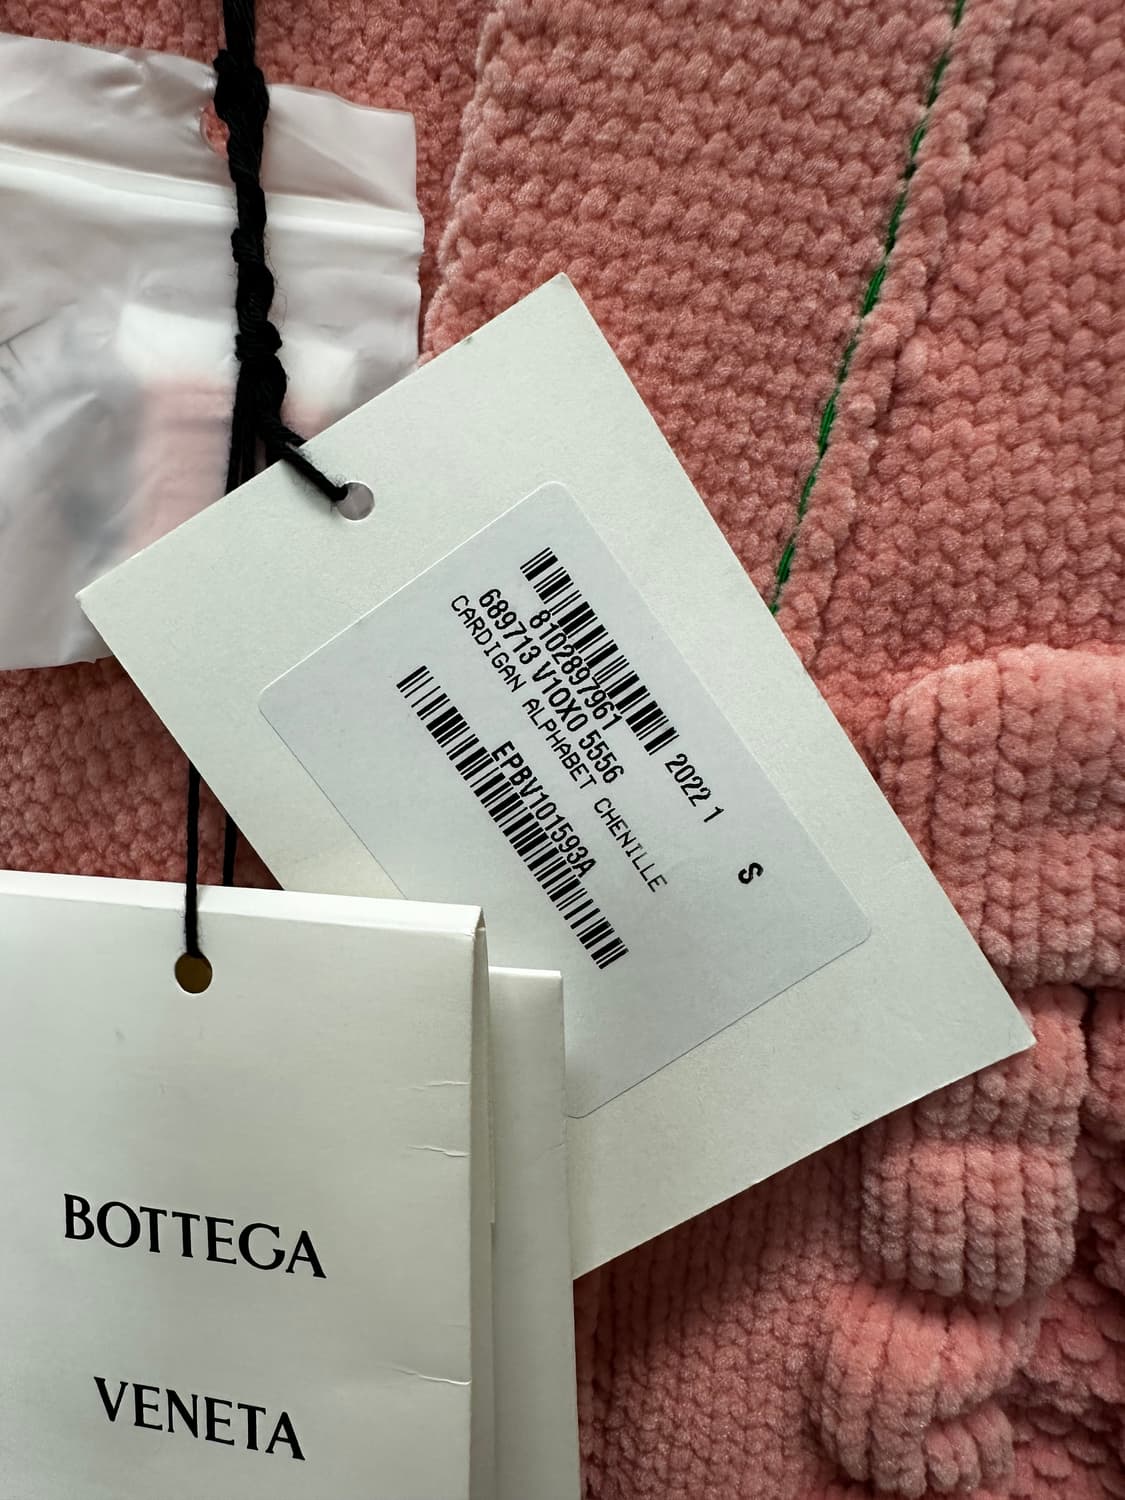 2022 1
8102897961
689713 V1OX0 5556
CARDIGAN ALPHABET CHENILLE
S
EPBV101593A
BOTTEGA
VENETA